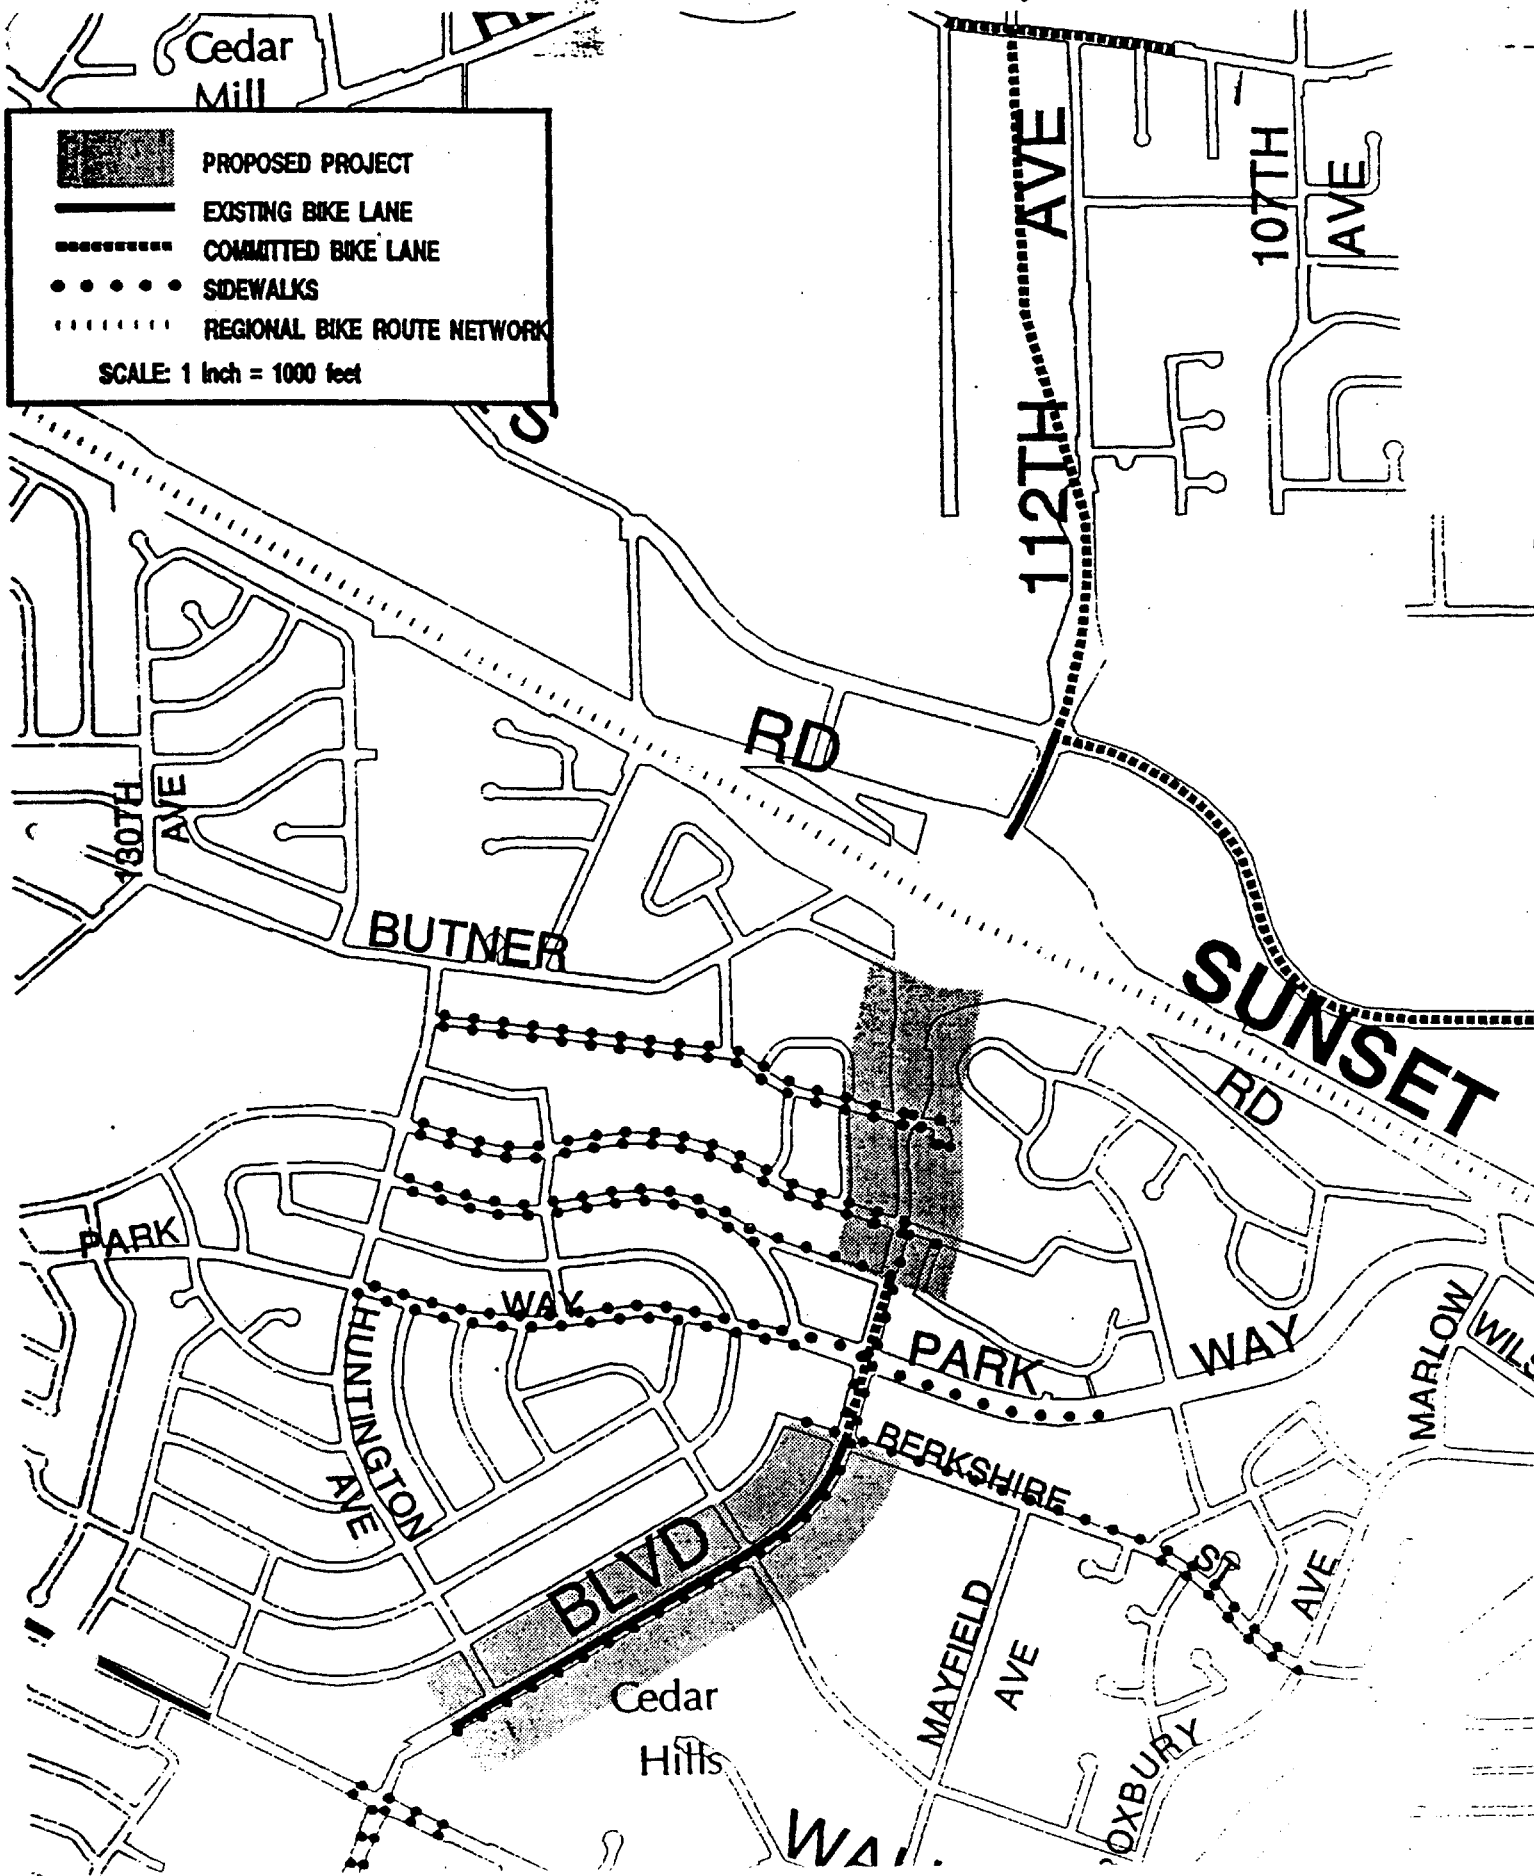 Cedar
Mill
PROPOSED PROJECT
EXISTING BIKE LANE
COMMITTED BIKE LANE
SIDEWALKS
REGIONAL BIKE ROUTE NETWORK
SCALE: 1 Inch = 1000 feet
112TH AVE
107TH
AVE
RD
130TH
AVE
BUTNER
SUNSET
RD
PARK
WAY
HUNTINGTON
AVE
PARK
WAY
MARLOW
BERKSHIRE
ST
AVE
BLVD
Cedar
Hills
MAYFIELD
AVE